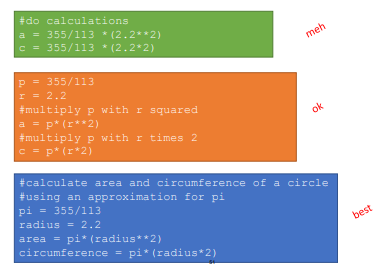 #do calculations
a = 355/113 *(2.2**2)
c = 355/113 *(2.2*2)
meh
p = 355/113
r = 2.2
#multiply p with r squared
a = p*(r**2)
#multiply p with r times 2
c = p*(r*2)
ok
#calculate area and circumference of a circle
#using an approximation for pi
pi = 355/113
radius = 2.2
area = pi*(radius**2)
circumference = pi*(radius*2)
best